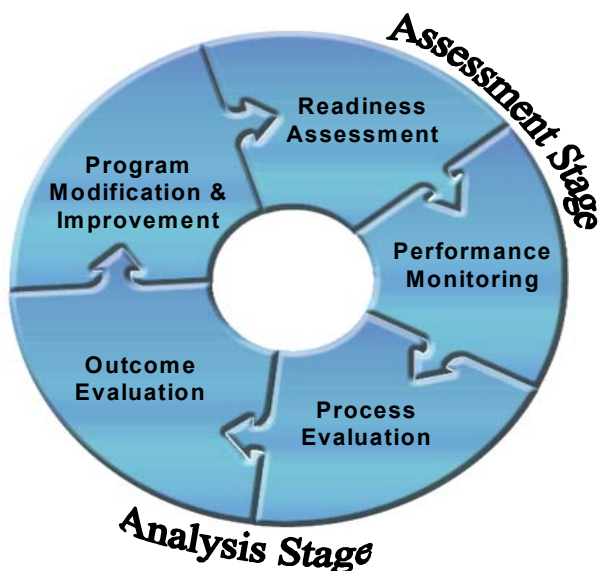 Assessment Stage
Readiness
Assessment
Performance
Monitoring
Process
Evaluation
Outcome
Evaluation
Program
Modification &
Improvement
Analysis Stage